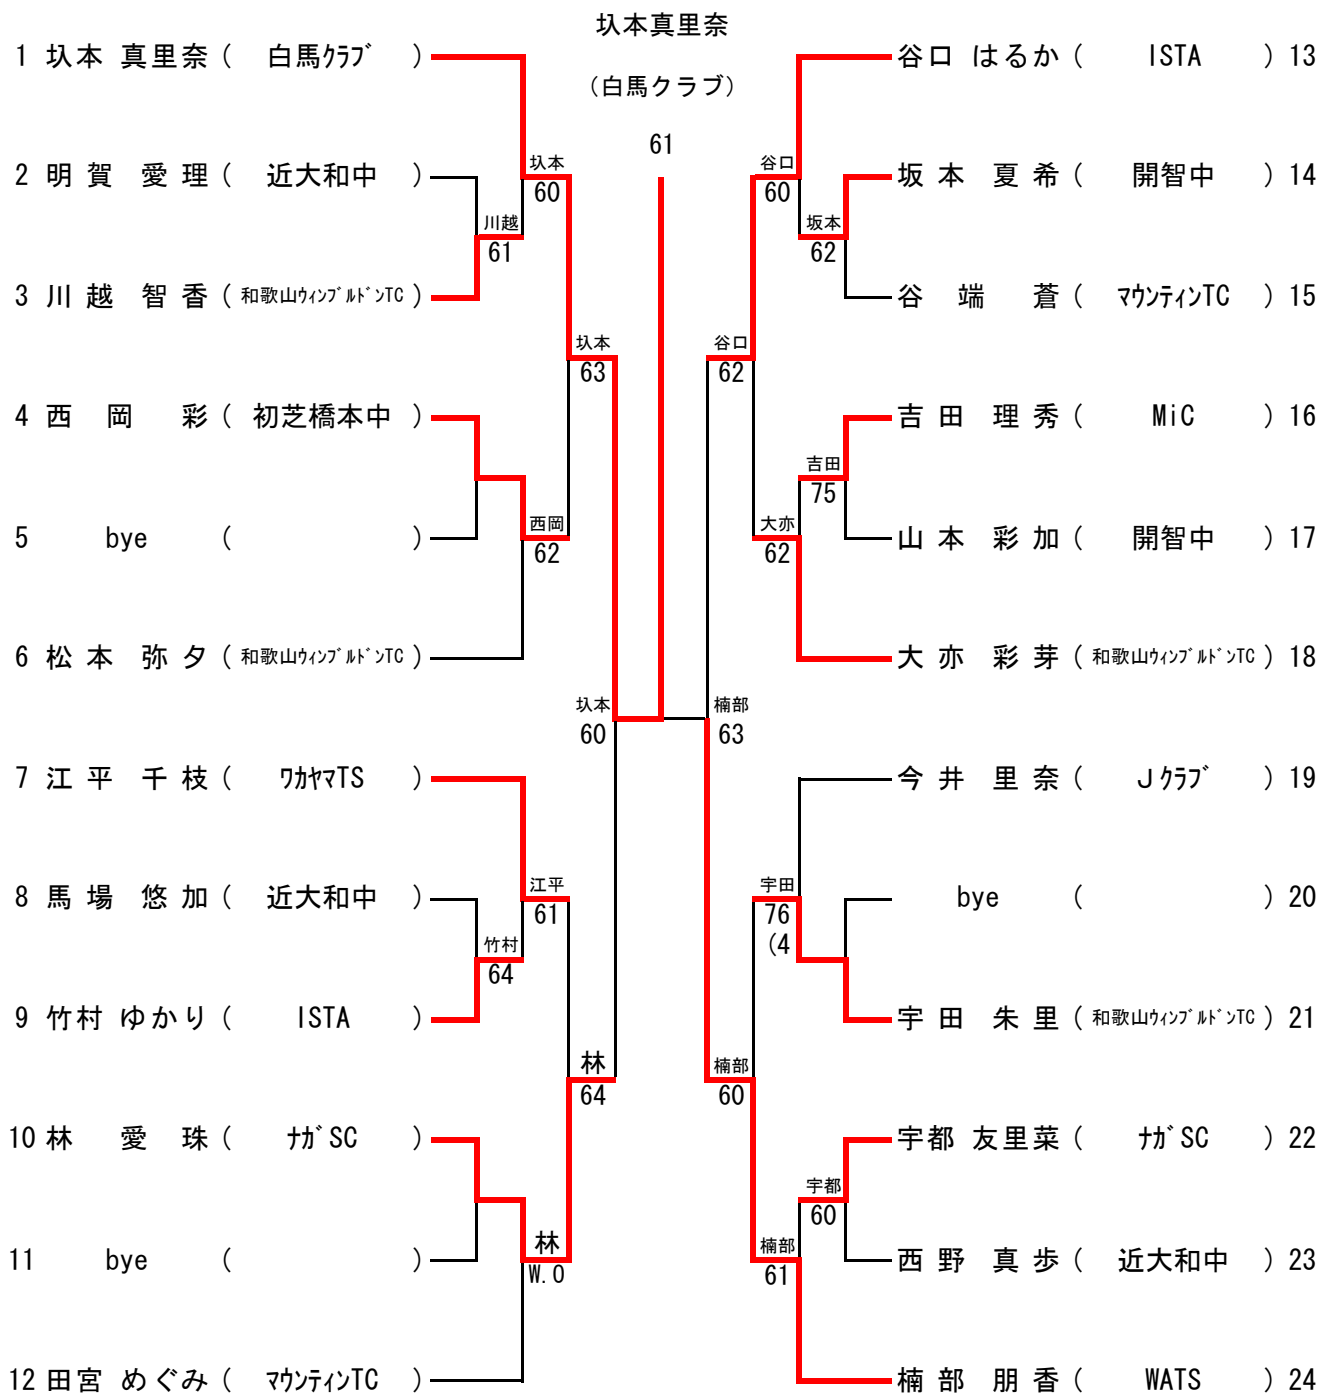 圦本真里奈
(白馬クラブ)
61
1 圦本 真里奈 ( 白馬ｸﾗﾌﾞ )
2 明賀 愛理 ( 近大和中 )
3 川越 智香 ( 和歌山ｳｨﾝﾌﾞﾙﾄﾞﾝTC )
4 西岡 彩 ( 初芝橋本中 )
5 bye ( )
6 松本 弥夕 ( 和歌山ｳｨﾝﾌﾞﾙﾄﾞﾝTC )
7 江平 千枝 ( ﾜｶﾔﾏTS )
8 馬場 悠加 ( 近大和中 )
9 竹村 ゆかり ( ISTA )
10 林 愛珠 ( ﾅｶﾞSC )
11 bye ( )
12 田宮 めぐみ ( ﾏｳﾝﾃｨﾝTC )
川越
61
竹村
64
圦本
60
西岡
62
江平
61
林
W.O
圦本
63
林
64
圦本
60
楠部
63
谷口
62
楠部
60
谷口
60
大亦
62
宇田
76
(4
楠部
61
坂本
62
吉田
75
宇都
60
谷口 はるか ( ISTA ) 13
坂本 夏希 ( 開智中 ) 14
谷端 蒼 ( ﾏｳﾝﾃｨﾝTC ) 15
吉田 理秀 ( MiC ) 16
山本 彩加 ( 開智中 ) 17
大亦 彩芽 ( 和歌山ｳｨﾝﾌﾞﾙﾄﾞﾝTC ) 18
今井 里奈 ( Ｊｸﾗﾌﾞ ) 19
bye ( ) 20
宇田 朱里 ( 和歌山ｳｨﾝﾌﾞﾙﾄﾞﾝTC ) 21
宇都 友里菜 ( ﾅｶﾞSC ) 22
西野 真歩 ( 近大和中 ) 23
楠部 朋香 ( WATS ) 24